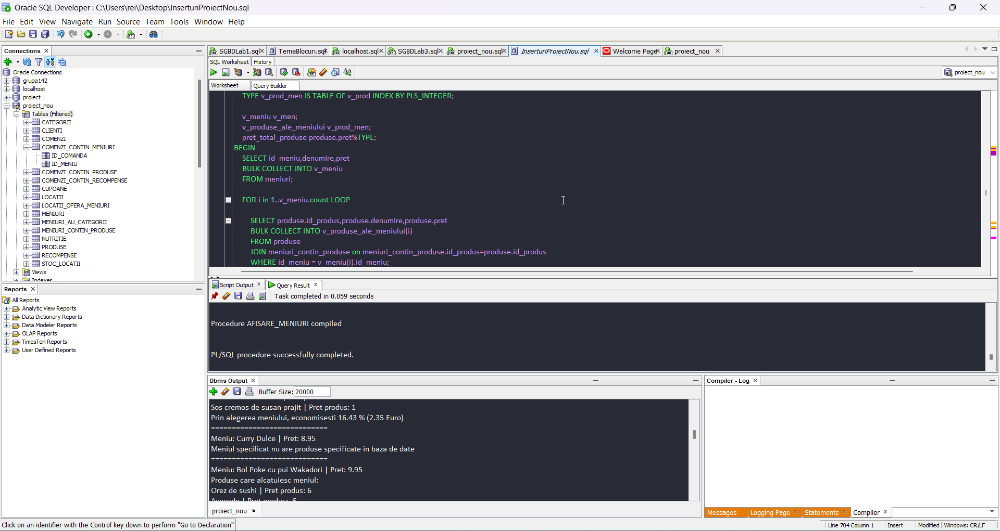 Oracle SQL Developer : C:\Users\rei\Desktop\InserturiProiectNou.sql
File Edit View Navigate Run Source Team Tools Window Help
Connections
Oracle Connections
grupa142
localhost
proiect
proiect_nou
Tables (Filtered)
CATEGORII
CLIENTI
COMENZI
COMENZI_CONTIN_MENIURI
ID_COMANDA
ID_MENIU
COMENZI_CONTIN_PRODUSE
COMENZI_CONTIN_RECOMPENSE
CUPOANE
LOCATII
LOCATII_OFERA_MENIURI
MENIURI
MENIURI_AU_CATEGORII
MENIURI_CONTIN_PRODUSE
NUTRITIE
PRODUSE
RECOMPENSE
STOC_LOCATII
Views
Indexes
Reports
All Reports
Analytic View Reports
Data Dictionary Reports
Data Modeler Reports
OLAP Reports
TimesTen Reports
User Defined Reports
SGBDLab1.sql TemaBlocuri.sql localhost.sql SGBDLab3.sql proiect_nou.sql InserturiProiectNou.sql Welcome Page proiect_nou
SQL Worksheet History
proiect_nou
Worksheet Query Builder
TYPE v_prod_men IS TABLE OF v_prod INDEX BY PLS_INTEGER;
v_meniu v_men;
v_produse_ale_meniului v_prod_men;
pret_total_produse produse.pret%TYPE;
BEGIN
SELECT id_meniu,denumire,pret
BULK COLLECT INTO v_meniu
FROM meniuri;
FOR i in 1..v_meniu.count LOOP
SELECT produse.id_produs,produse.denumire,produse.pret
BULK COLLECT INTO v_produse_ale_meniului(i)
FROM produse
JOIN meniuri_contin_produse on meniuri_contin_produse.id_produs=produse.id_produs
WHERE id_meniu = v_meniu(i).id_meniu;
Script Output Query Result
Task completed in 0.059 seconds
Procedure AFISARE_MENIURI compiled
PL/SQL procedure successfully completed.
Dbms Output
Buffer Size: 20000
Sos cremos de susan prajit | Pret produs: 1
Prin alegerea meniului, economisesti 16.43 % (2.35 Euro)
============================
Meniu: Curry Dulce | Pret: 8.95
Meniul specificat nu are produse specificate in baza de date
============================
Meniu: Bol Poke cu pui Wakadori | Pret: 9.95
Produse care alcatuiesc meniul:
Orez de sushi | Pret produs: 6
Avocado | Pret produs: .6
proiect_nou
Compiler - Log
Messages Logging Page Statements Compiler
Click on an identifier with the Control key down to perform "Go to Declaration"
Line 704 Column 1 Insert Modified Windows: CR/LF